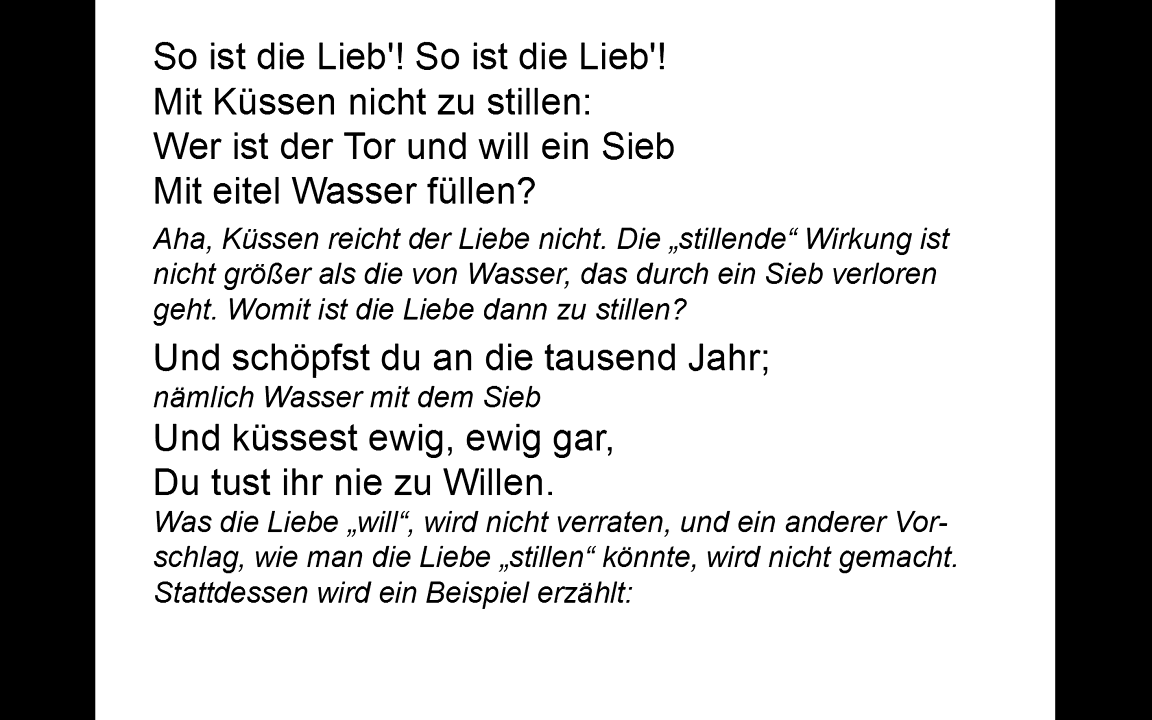 So ist die Lieb'! So ist die Lieb'!
Mit Küssen nicht zu stillen:
Wer ist der Tor und will ein Sieb
Mit eitel Wasser füllen?
Aha, Küssen reicht der Liebe nicht. Die „stillende“ Wirkung ist
nicht größer als die von Wasser, das durch ein Sieb verloren
geht. Womit ist die Liebe dann zu stillen?
Und schöpfst du an die tausend Jahr;
nämlich Wasser mit dem Sieb
Und küssest ewig, ewig gar,
Du tust ihr nie zu Willen.
Was die Liebe „will“, wird nicht verraten, und ein anderer Vor-
schlag, wie man die Liebe „stillen“ könnte, wird nicht gemacht.
Stattdessen wird ein Beispiel erzählt: